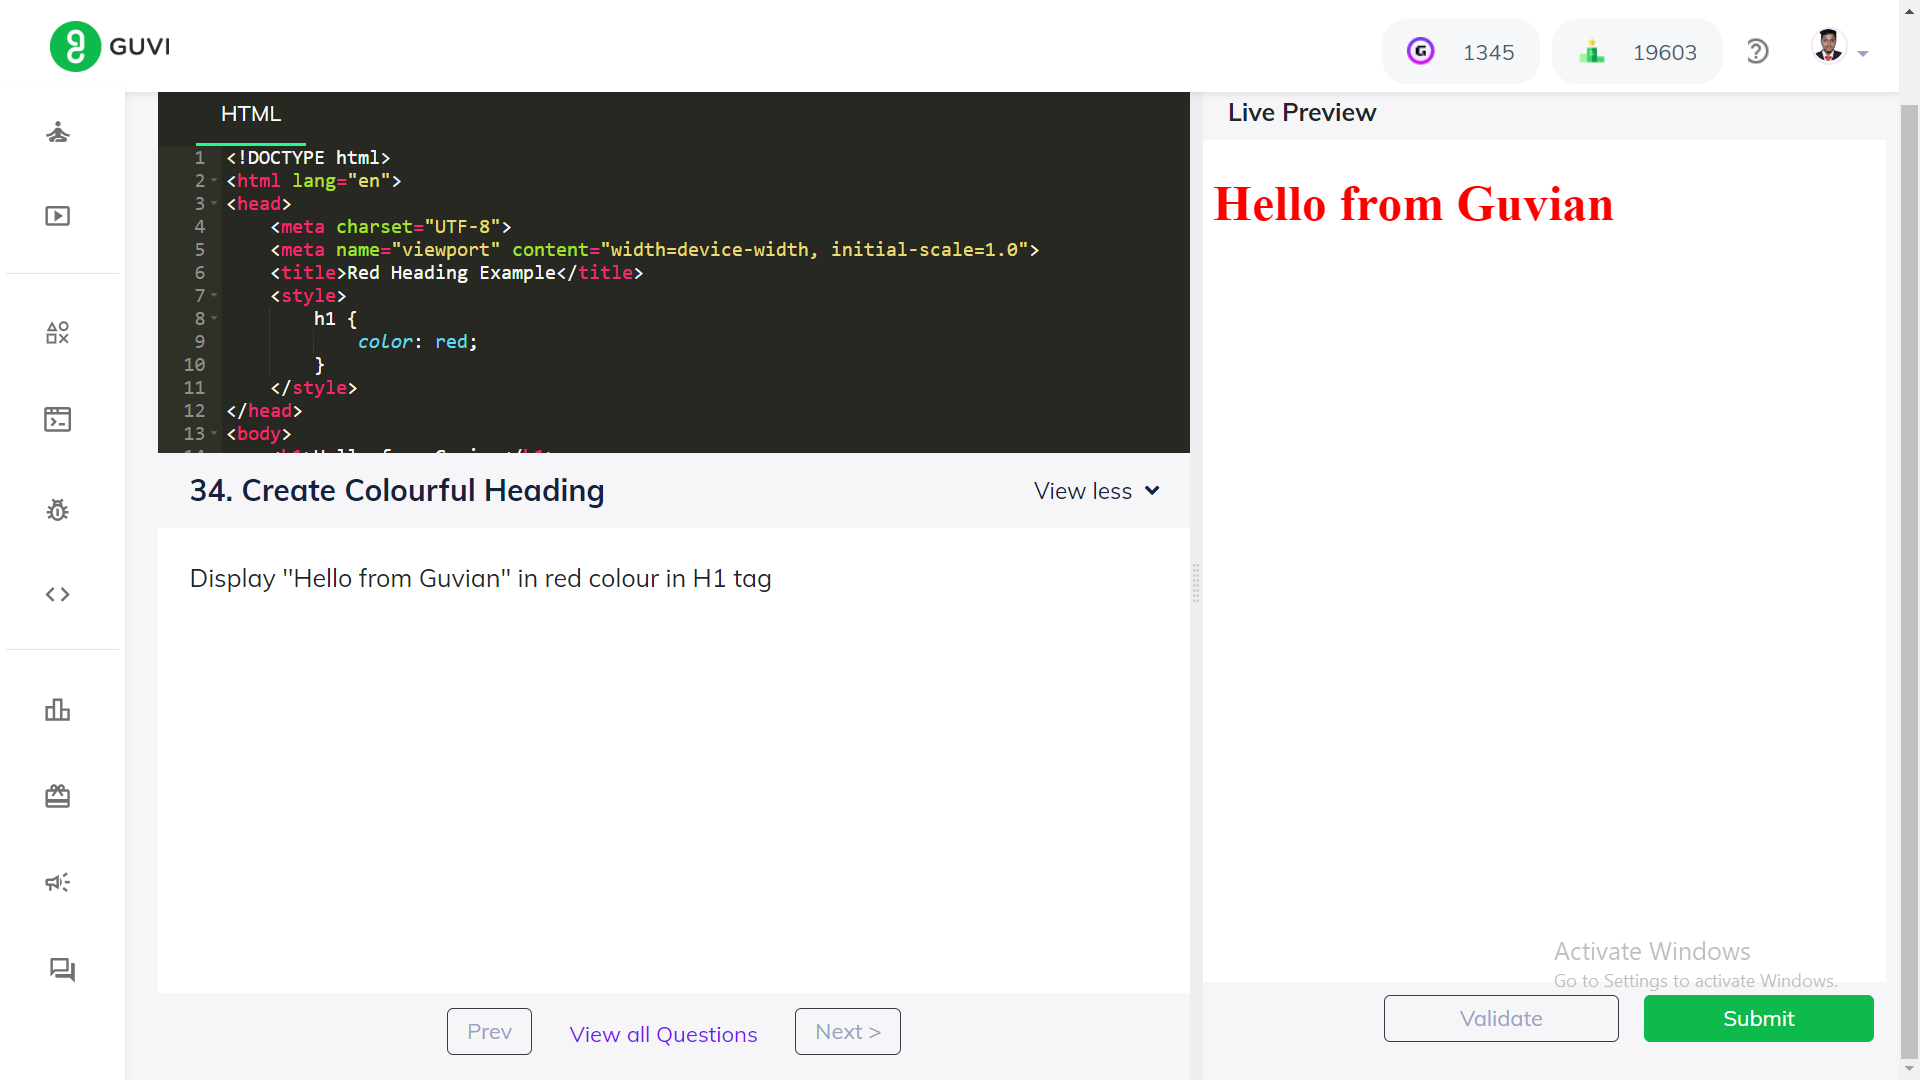 GUVI
1345
19603
HTML
Live Preview
1 <!DOCTYPE html>
2 <html lang="en">
3 <head>
4 <meta charset="UTF-8">
5 <meta name="viewport" content="width=device-width, initial-scale=1.0">
6 <title>Red Heading Example</title>
7 <style>
8 h1 {
9 color: red;
10 }
11 </style>
12 </head>
13 <body>
Hello from Guvian
34. Create Colourful Heading
View less
Display "Hello from Guvian" in red colour in H1 tag
Activate Windows
Go to Settings to activate Windows.
Prev
View all Questions
Next >
Validate
Submit